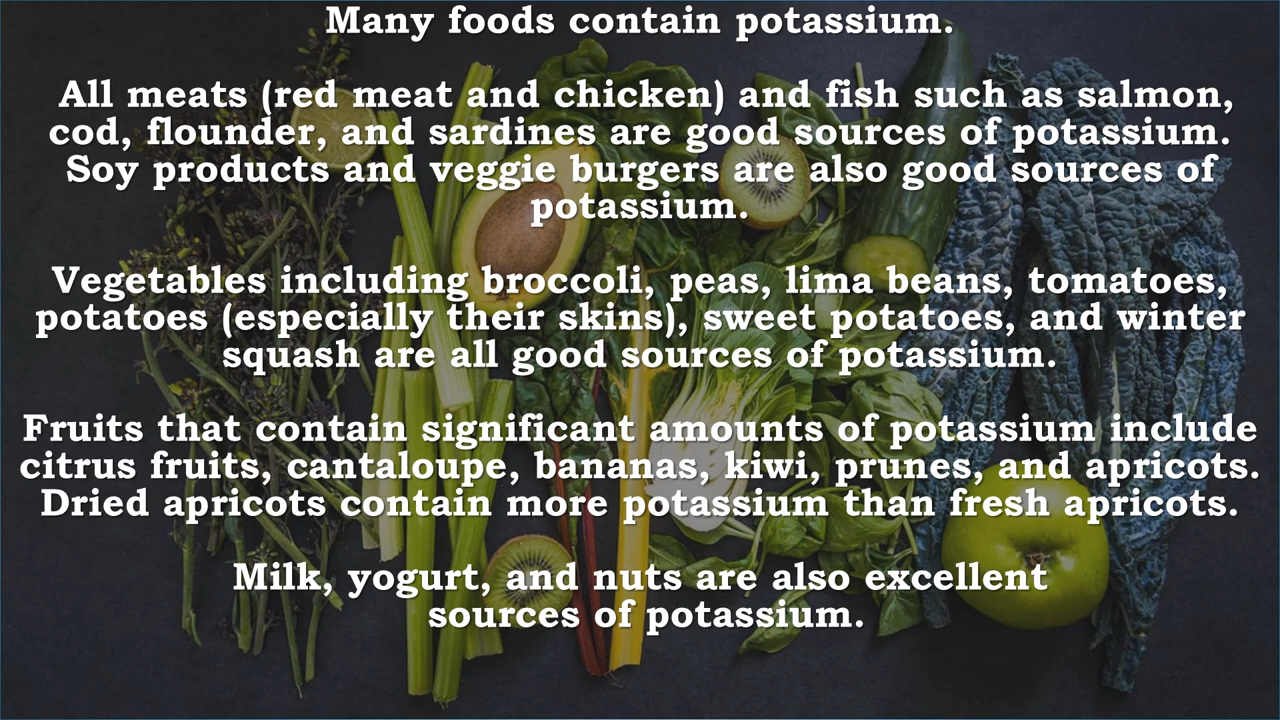 Many foods contain potassium.
All meats (red meat and chicken) and fish such as salmon,
cod, flounder, and sardines are good sources of potassium.
Soy products and veggie burgers are also good sources of
potassium.
Vegetables including broccoli, peas, lima beans, tomatoes,
potatoes (especially their skins), sweet potatoes, and winter
squash are all good sources of potassium.
Fruits that contain significant amounts of potassium include
citrus fruits, cantaloupe, bananas, kiwi, prunes, and apricots.
Dried apricots contain more potassium than fresh apricots.
Milk, yogurt, and nuts are also excellent
sources of potassium.